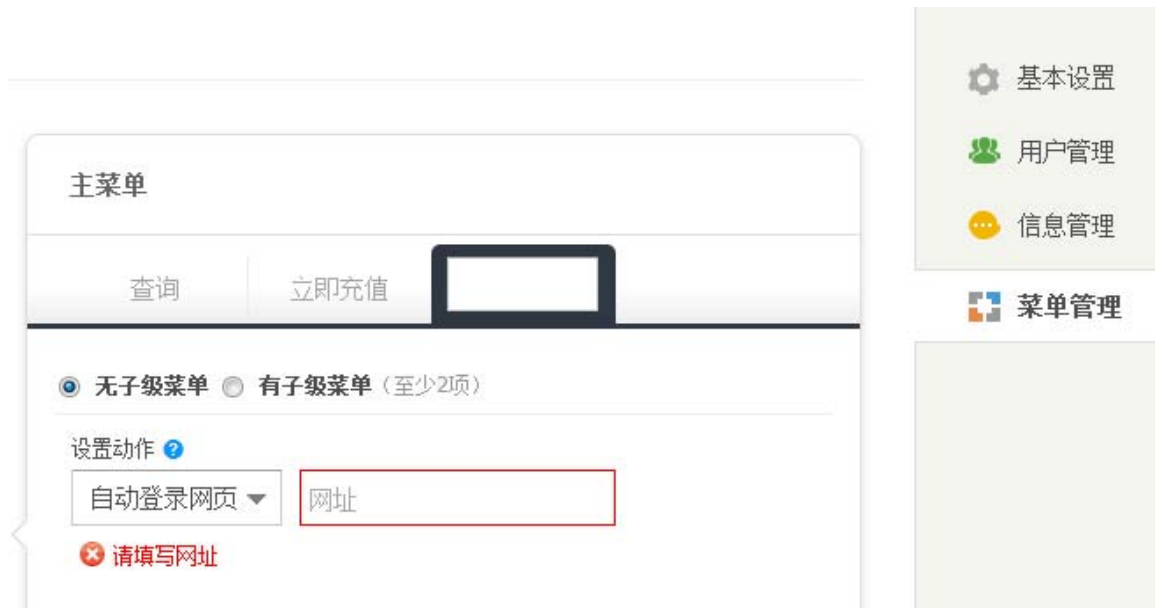 主菜单
查询 立即充值
无子级菜单 有子级菜单（至少2项）
设置动作
自动登录网页 网址
请填写网址
基本设置
用户管理
信息管理
菜单管理